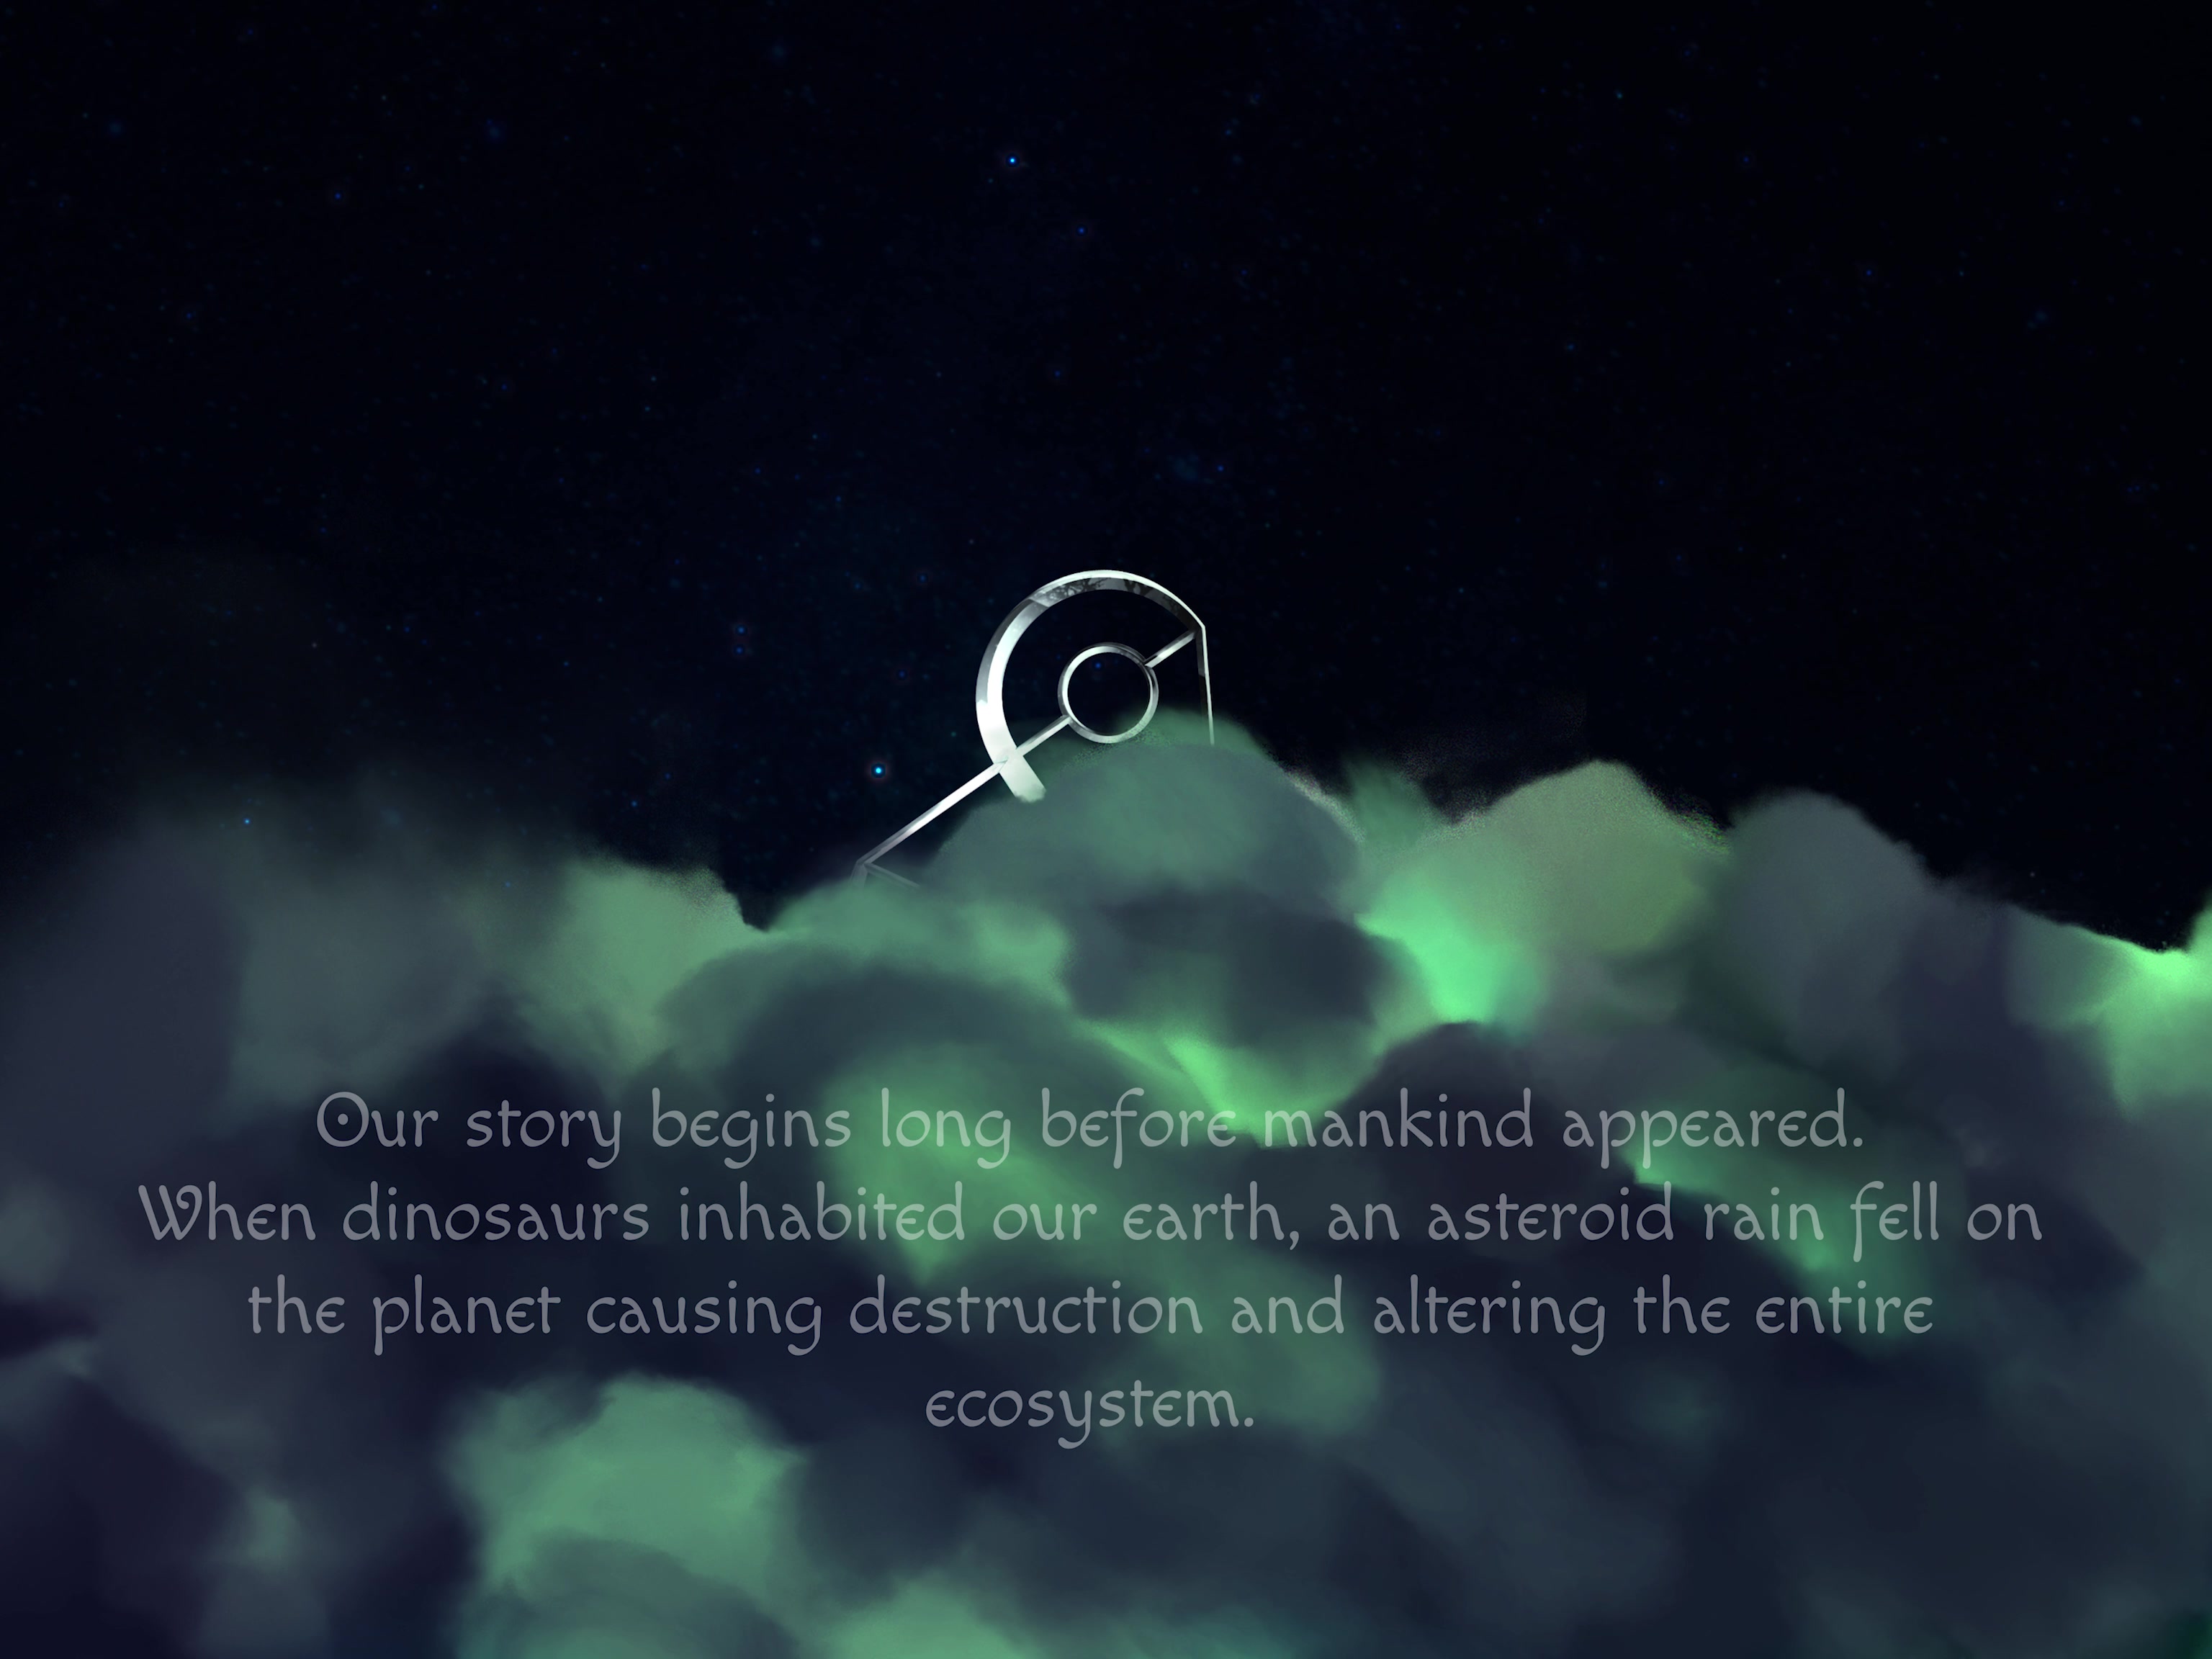 Our story begins long before mankind appeared.
When dinosaurs inhabited our earth, an asteroid rain fell on
the planet causing destruction and altering the entire
ecosystem.